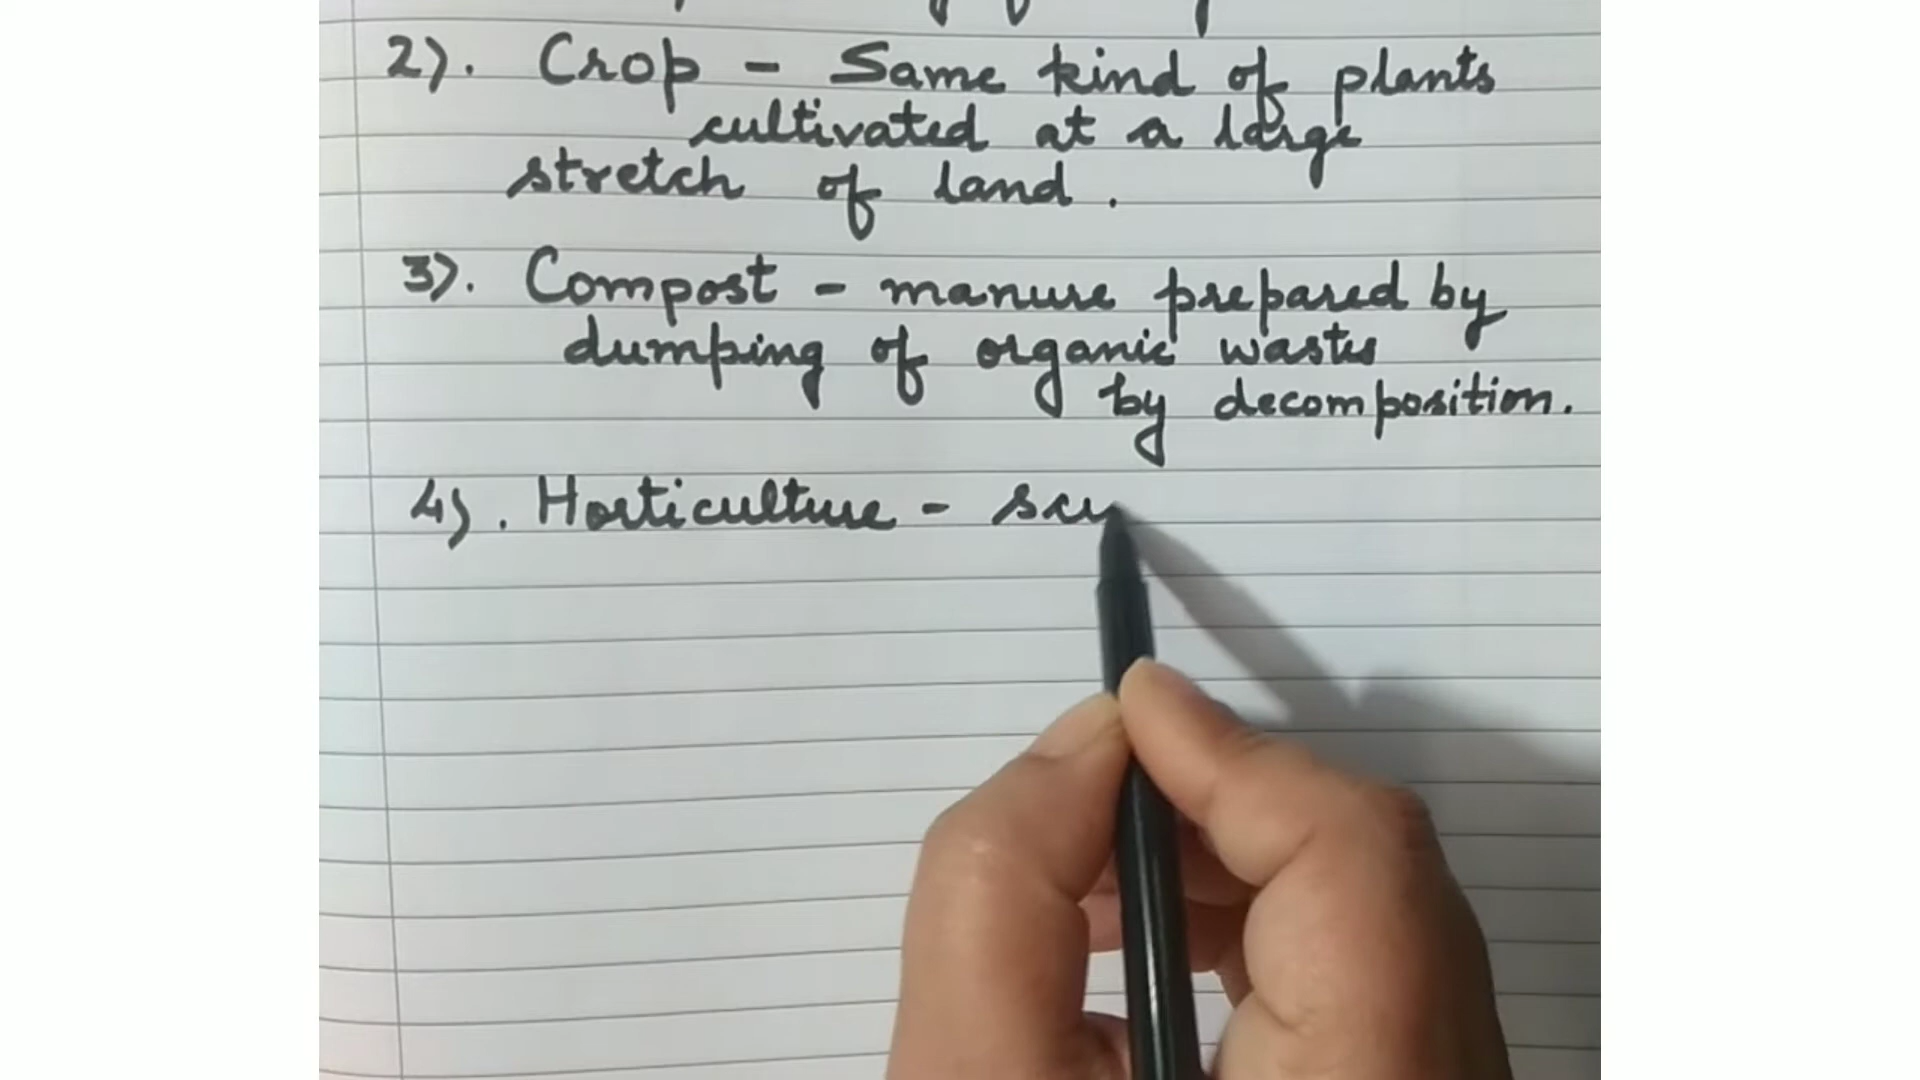 2). Crop - Same kind of plants
cultivated at a large
stretch of land.
3). Compost - manure prepared by
dumping of organic wastes
by decomposition.
4). Horticulture -